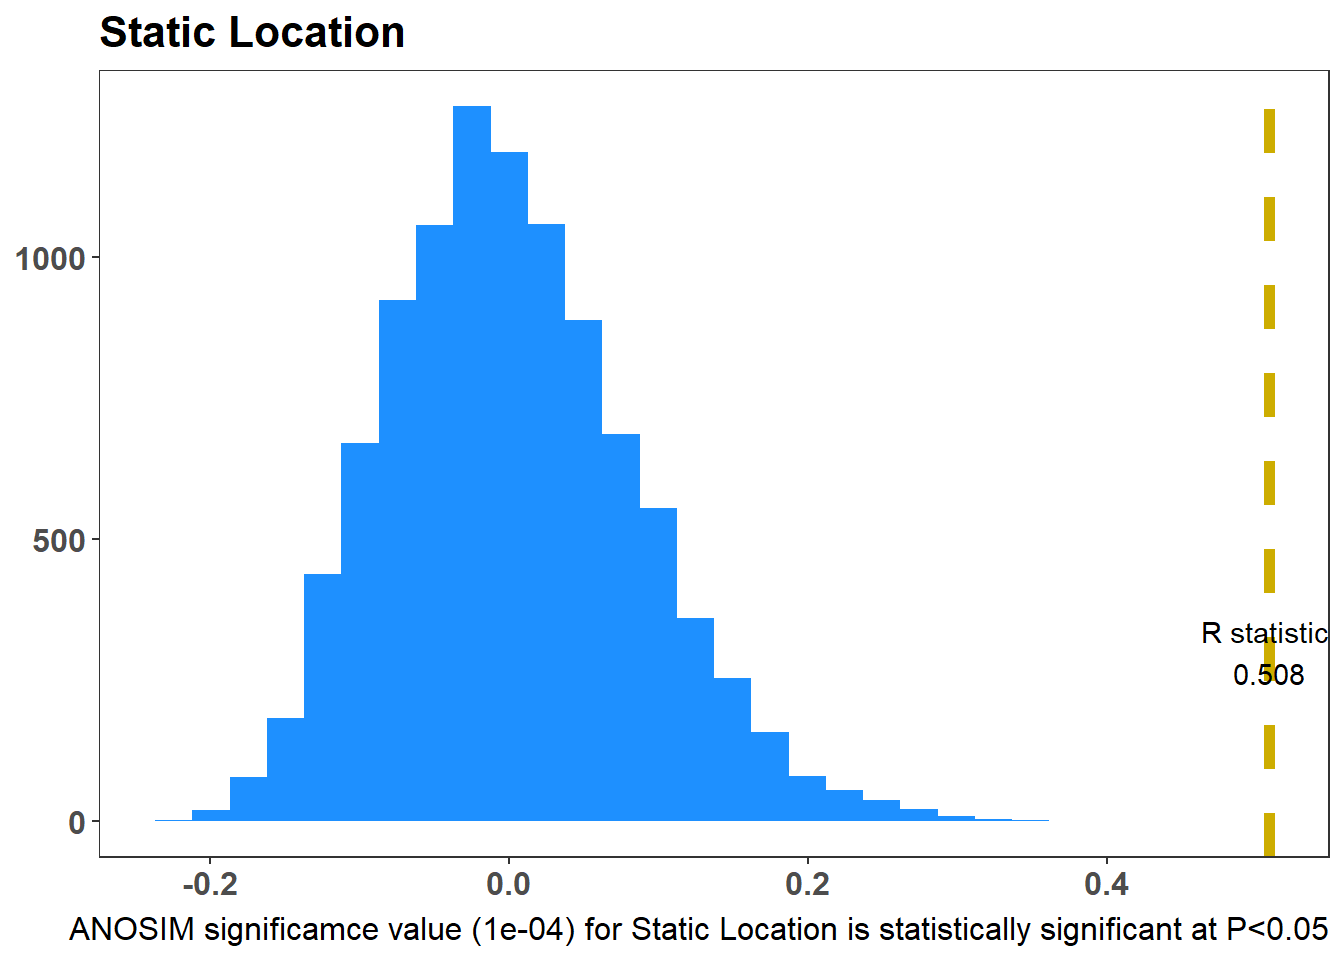 Static Location
1000
500
0
R statistic
0.508
-0.2 0.0 0.2 0.4
ANOSIM significamce value (1e-04) for Static Location is statistically significant at P<0.05